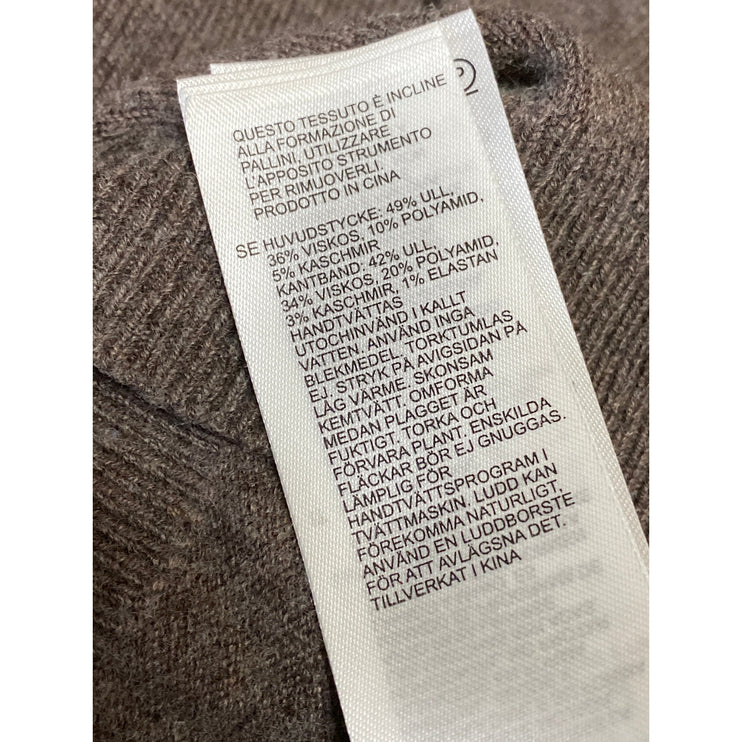 QUESTO TESSUTO È INCLINE
ALLA FORMAZIONE DI
PALLINI, UTILIZZARE
L'APPOSITO STRUMENTO
PER RIMUOVERLI.
PRODOTTO IN CINA
SE HUVUDSTYCKE: 49% ULL,
36% VISKOS, 10% POLYAMID,
5% KASCHMIR
KANTBAND: 42% ULL,
34% VISKOS, 20% POLYAMID,
3% KASCHMIR, 1% ELASTAN
HANDTVÄTTAS
UTOCHINVÄND I KALLT
VATTEN. ANVÄND INGA
BLEKMEDEL. TORKTUMLAS
EJ. STRYK PÅ AVIGSIDAN PÅ
LÅG VÄRME. SKONSAM
KEMTVÄTT. OMFORMA
MEDAN PLAGGET ÄR
FUKTIGT. TORKA OCH
FÖRVARA PLANT. ENSKILDA
FLÄCKAR BÖR EJ GNUGGAS.
LÄMPLIG FÖR
HANDTVÄTTSPROGRAM I
TVÄTTMASKIN. LUDD KAN
FÖREKOMMA NATURLIGT,
ANVÄND EN LUDDBORSTE
FÖR ATT AVLÄGSNA DET.
TILLVERKAT I KINA